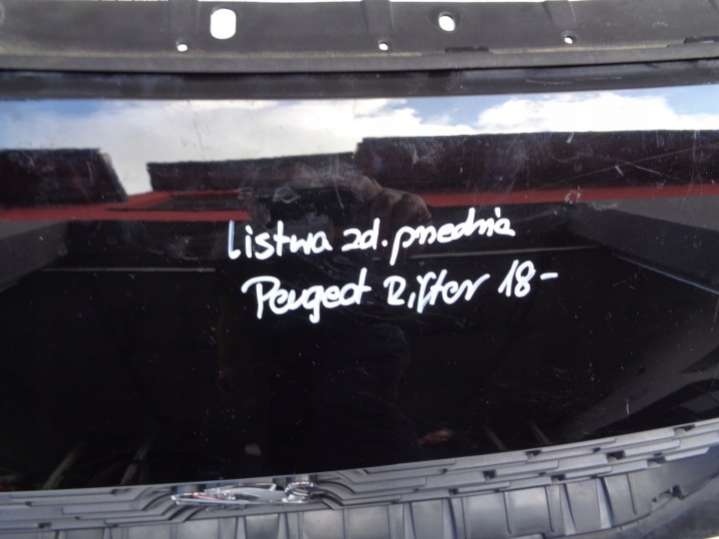 Listwa zd. przednia
Peugeot Rifter 18-